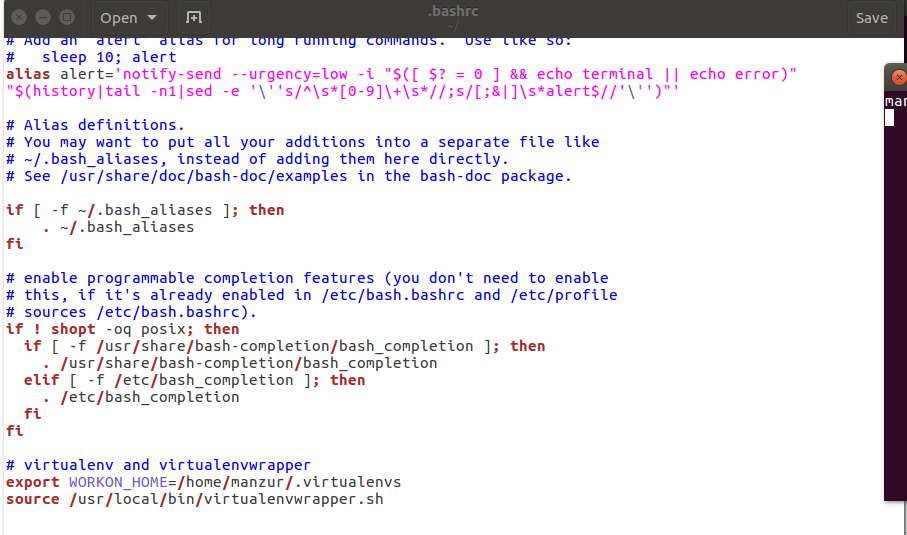 Open
.bashrc
~/
Save
# Add an "alert" alias for long running commands.  Use like so:
#   sleep 10; alert
alias alert='notify-send --urgency=low -i "$([ $? = 0 ] && echo terminal || echo error)"
"$(history|tail -n1|sed -e '\''s/^\s*[0-9]\+\s*//;s/[;&|]\s*alert$//'\'')"'

# Alias definitions.
# You may want to put all your additions into a separate file like
# ~/.bash_aliases, instead of adding them here directly.
# See /usr/share/doc/bash-doc/examples in the bash-doc package.

if [ -f ~/.bash_aliases ]; then
    . ~/.bash_aliases
fi

# enable programmable completion features (you don't need to enable
# this, if it's already enabled in /etc/bash.bashrc and /etc/profile
# sources /etc/bash.bashrc).
if ! shopt -oq posix; then
  if [ -f /usr/share/bash-completion/bash_completion ]; then
    . /usr/share/bash-completion/bash_completion
  elif [ -f /etc/bash_completion ]; then
    . /etc/bash_completion
  fi
fi

# virtualenv and virtualenvwrapper
export WORKON_HOME=/home/manzur/.virtualenvs
source /usr/local/bin/virtualenvwrapper.sh